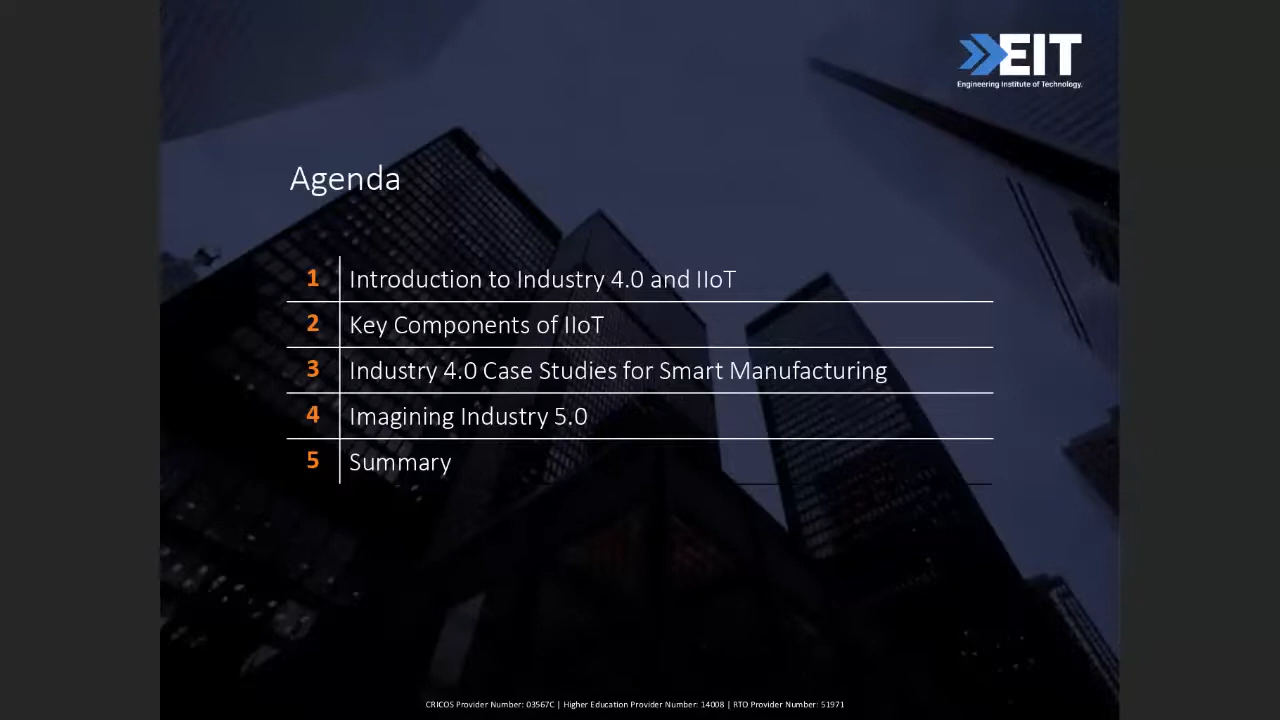 EIT
Engineering Institute of Technology.
Agenda
1 Introduction to Industry 4.0 and IIoT
2 Key Components of IIoT
3 Industry 4.0 Case Studies for Smart Manufacturing
4 Imagining Industry 5.0
5 Summary
CRICOS Provider Number: 03567C | Higher Education Provider Number: 14008 | RTO Provider Number: 51971